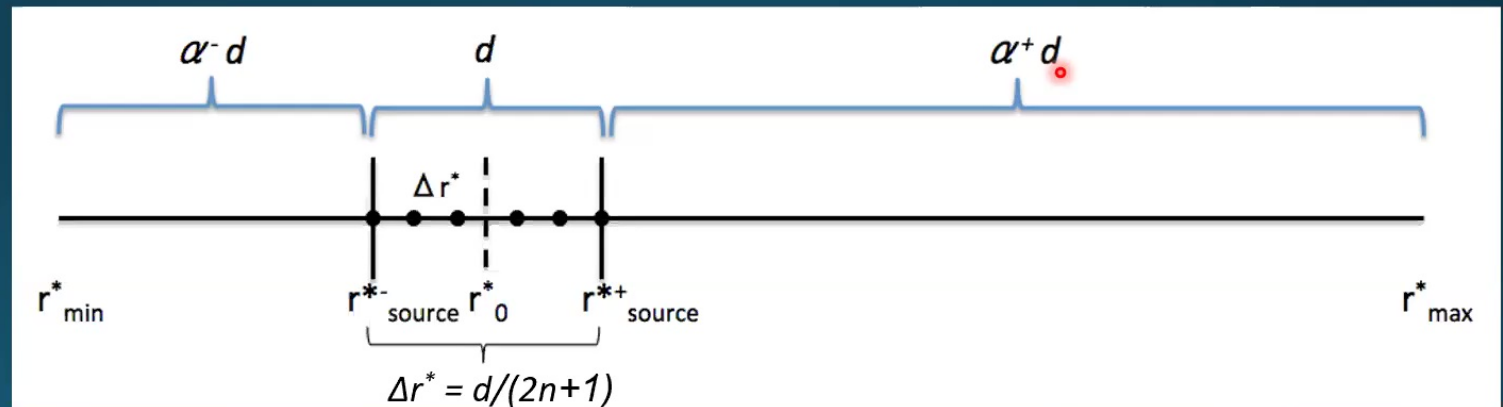 α⁻ d d α⁺ d
Δ r*
r*min r*⁻source r*0 r*⁺source r*max
Δr* = d/(2n+1)